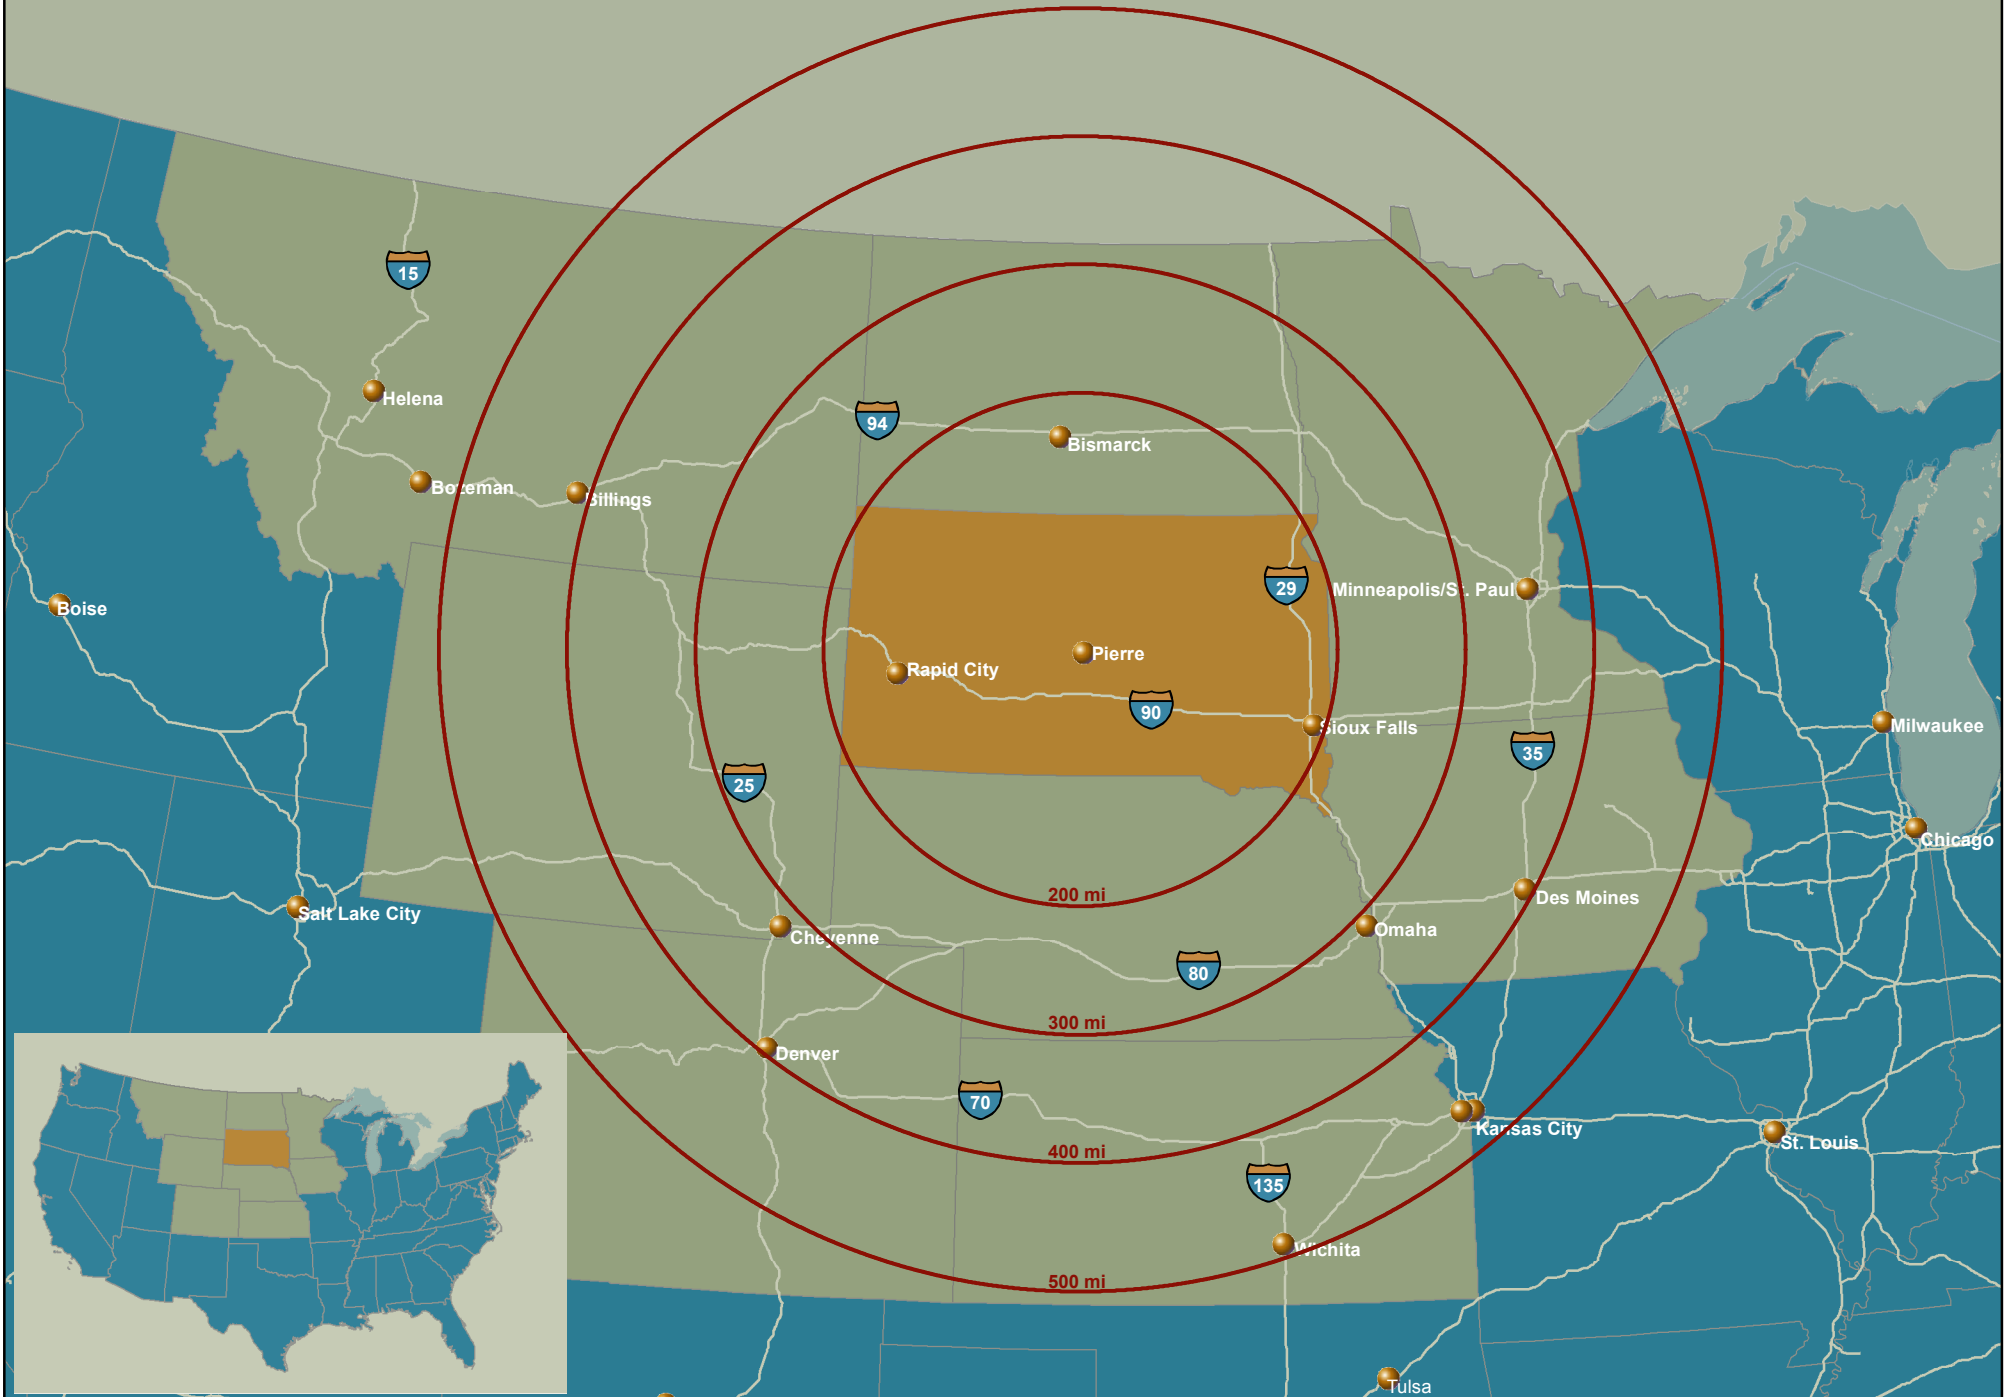 15
Helena
94
Bismarck
Bozeman
Billings
29
Minneapolis/St. Paul
Boise
Pierre
Rapid City
90
Sioux Falls
Milwaukee
35
25
Chicago
200 mi
Des Moines
Salt Lake City
Cheyenne
Omaha
80
300 mi
Denver
70
Kansas City
St. Louis
400 mi
135
Wichita
500 mi
Tulsa